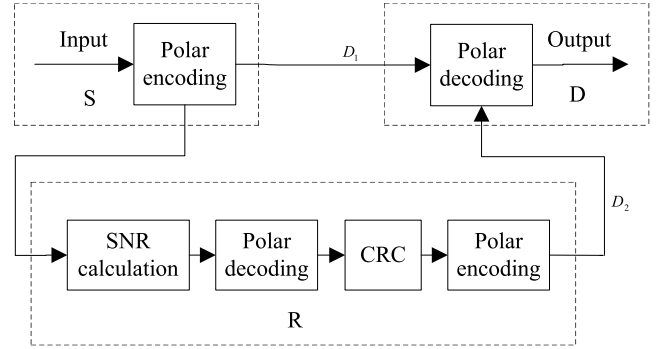 Input
Polar
encoding
S
D₁
Polar
decoding
Output
D
SNR
calculation
Polar
decoding
CRC
Polar
encoding
D₂
R